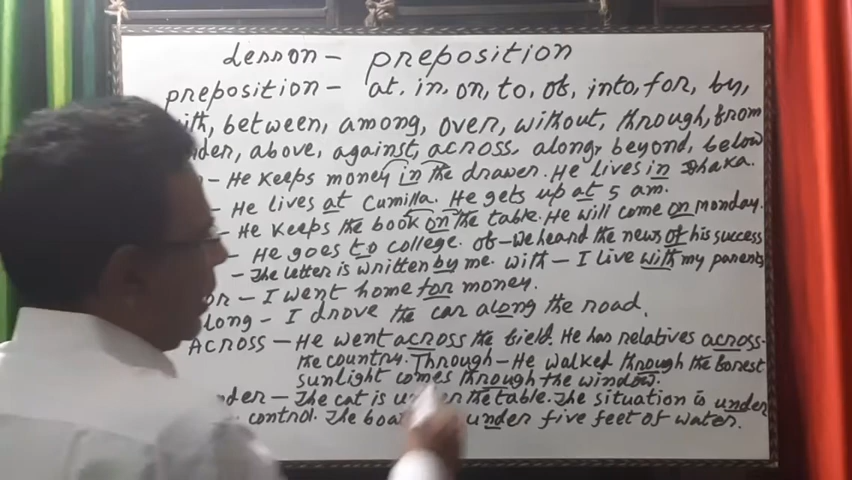 Lesson - preposition
preposition - at, in, on, to, of, into, for, by,
between, among, over, without, through, from
above, against, across, along, beyond, below
- He keeps money in the drawer. He lives in Dhaka.
- He lives at Cumilla. He gets up at 5 am.
- He keeps the book on the table. He will come on monday.
- He goes to college. of - we heard the news of his success
- The letter is written by me. with - I live with my parents
- I went home for money.
- I drove the car along the road.
Across - He went across the field. He has relatives across
the country. Through - He walked through the forest
sunlight comes through the window.
- The cat is under the table. The situation is under
control. The boat under five feet of water.